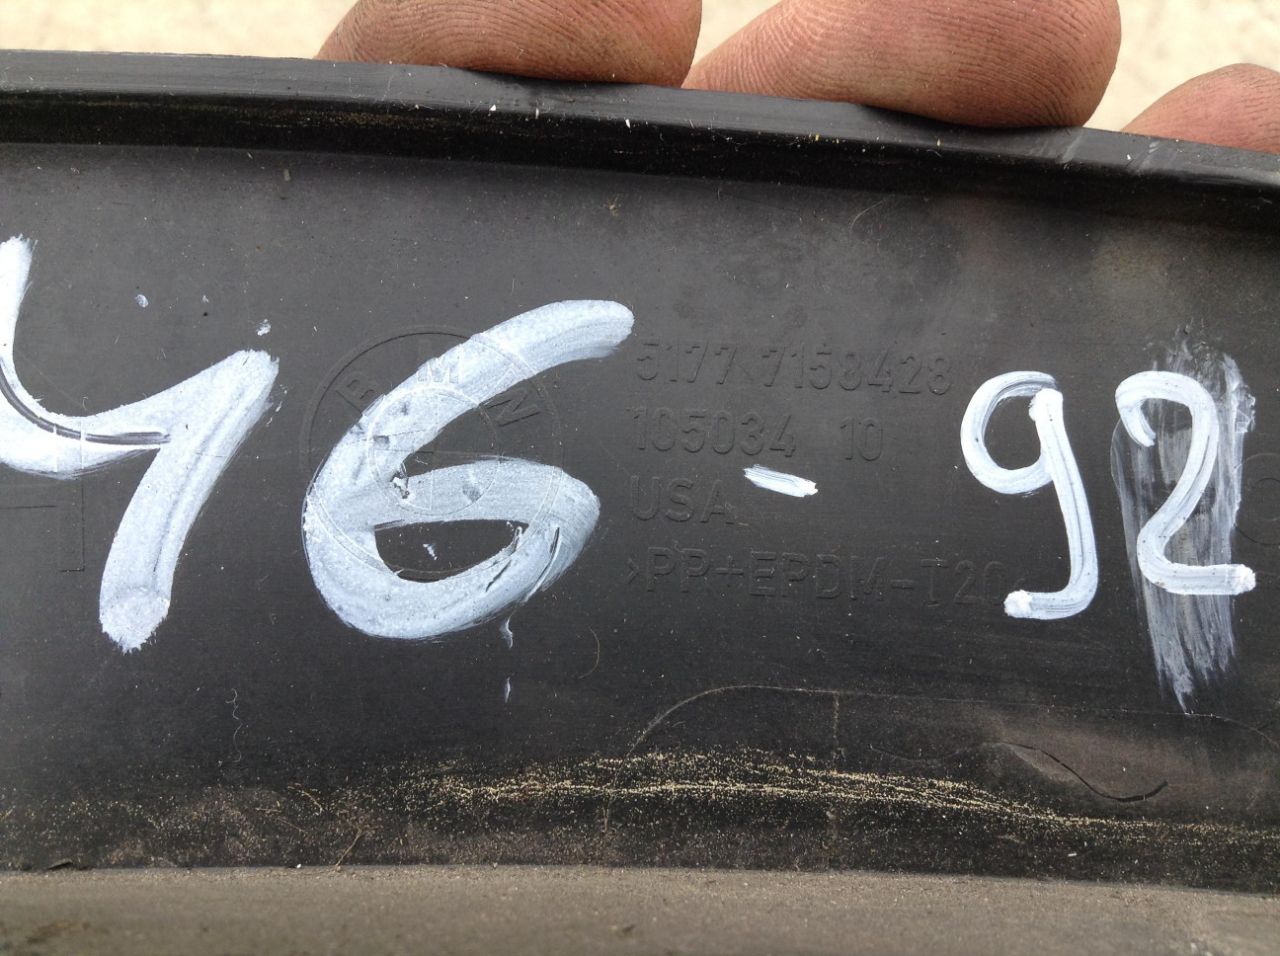 46-92
BMW
5177 7158428
105034 10
USA
>PP+EPDM-T20